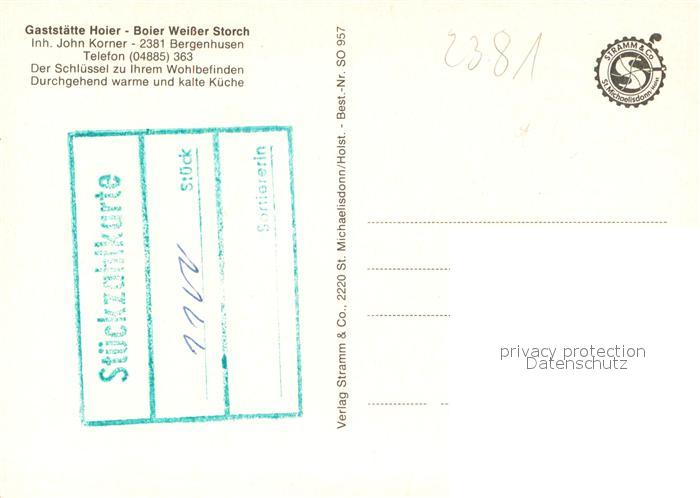 Gaststätte Hoier - Boier Weißer Storch
Inh. John Korner - 2381 Bergenhusen
Telefon (04885) 363
Der Schlüssel zu Ihrem Wohlbefinden
Durchgehend warme und kalte Küche
2381
STRAMM & Co.
St. Michaelisdonn Holst.
Stückzahlkarte
Stück
Sortiererin
Verlag Stramm & Co., 2220 St. Michaelisdonn/Holst. - Best.-Nr. SO 957
privacy protection
Datenschutz